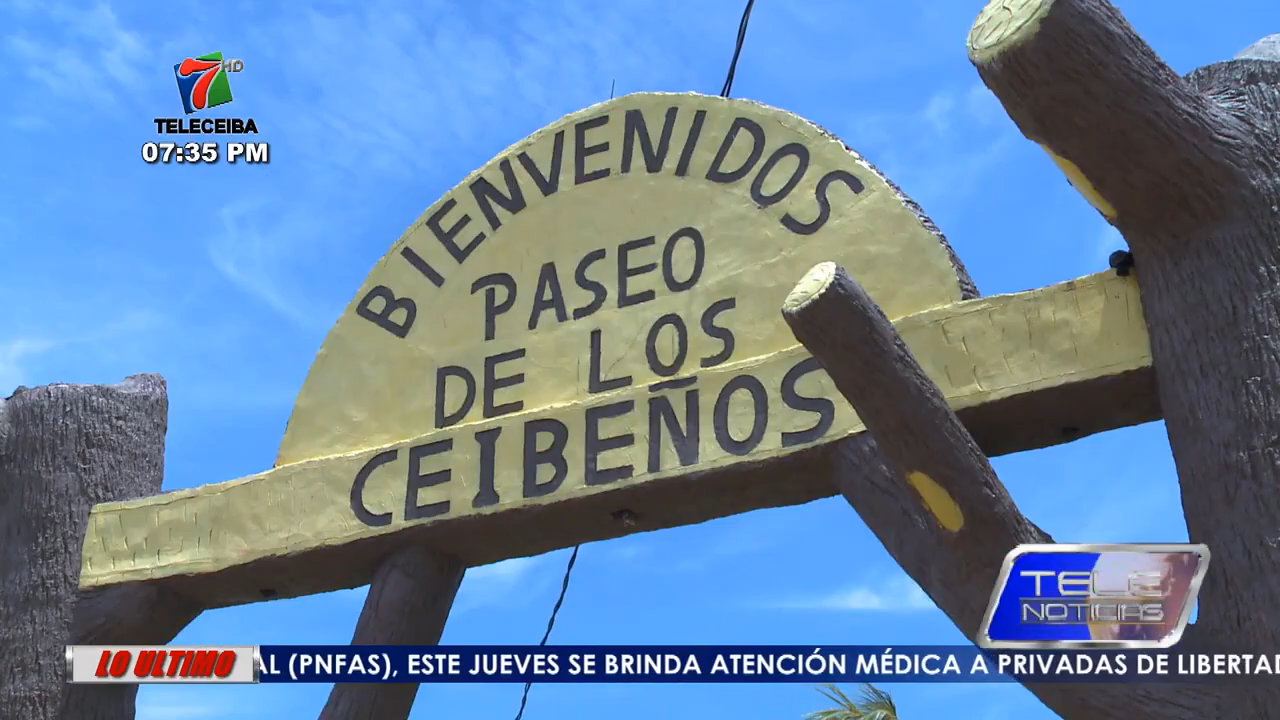 7 HD
TELECEIBA
07:35 PM
BIENVENIDOS
PASEO
DE LOS
CEIBEÑOS
TELE
NOTICIAS
LO ULTIMO
AL (PNFAS), ESTE JUEVES SE BRINDA ATENCIÓN MÉDICA A PRIVADAS DE LIBERTAD